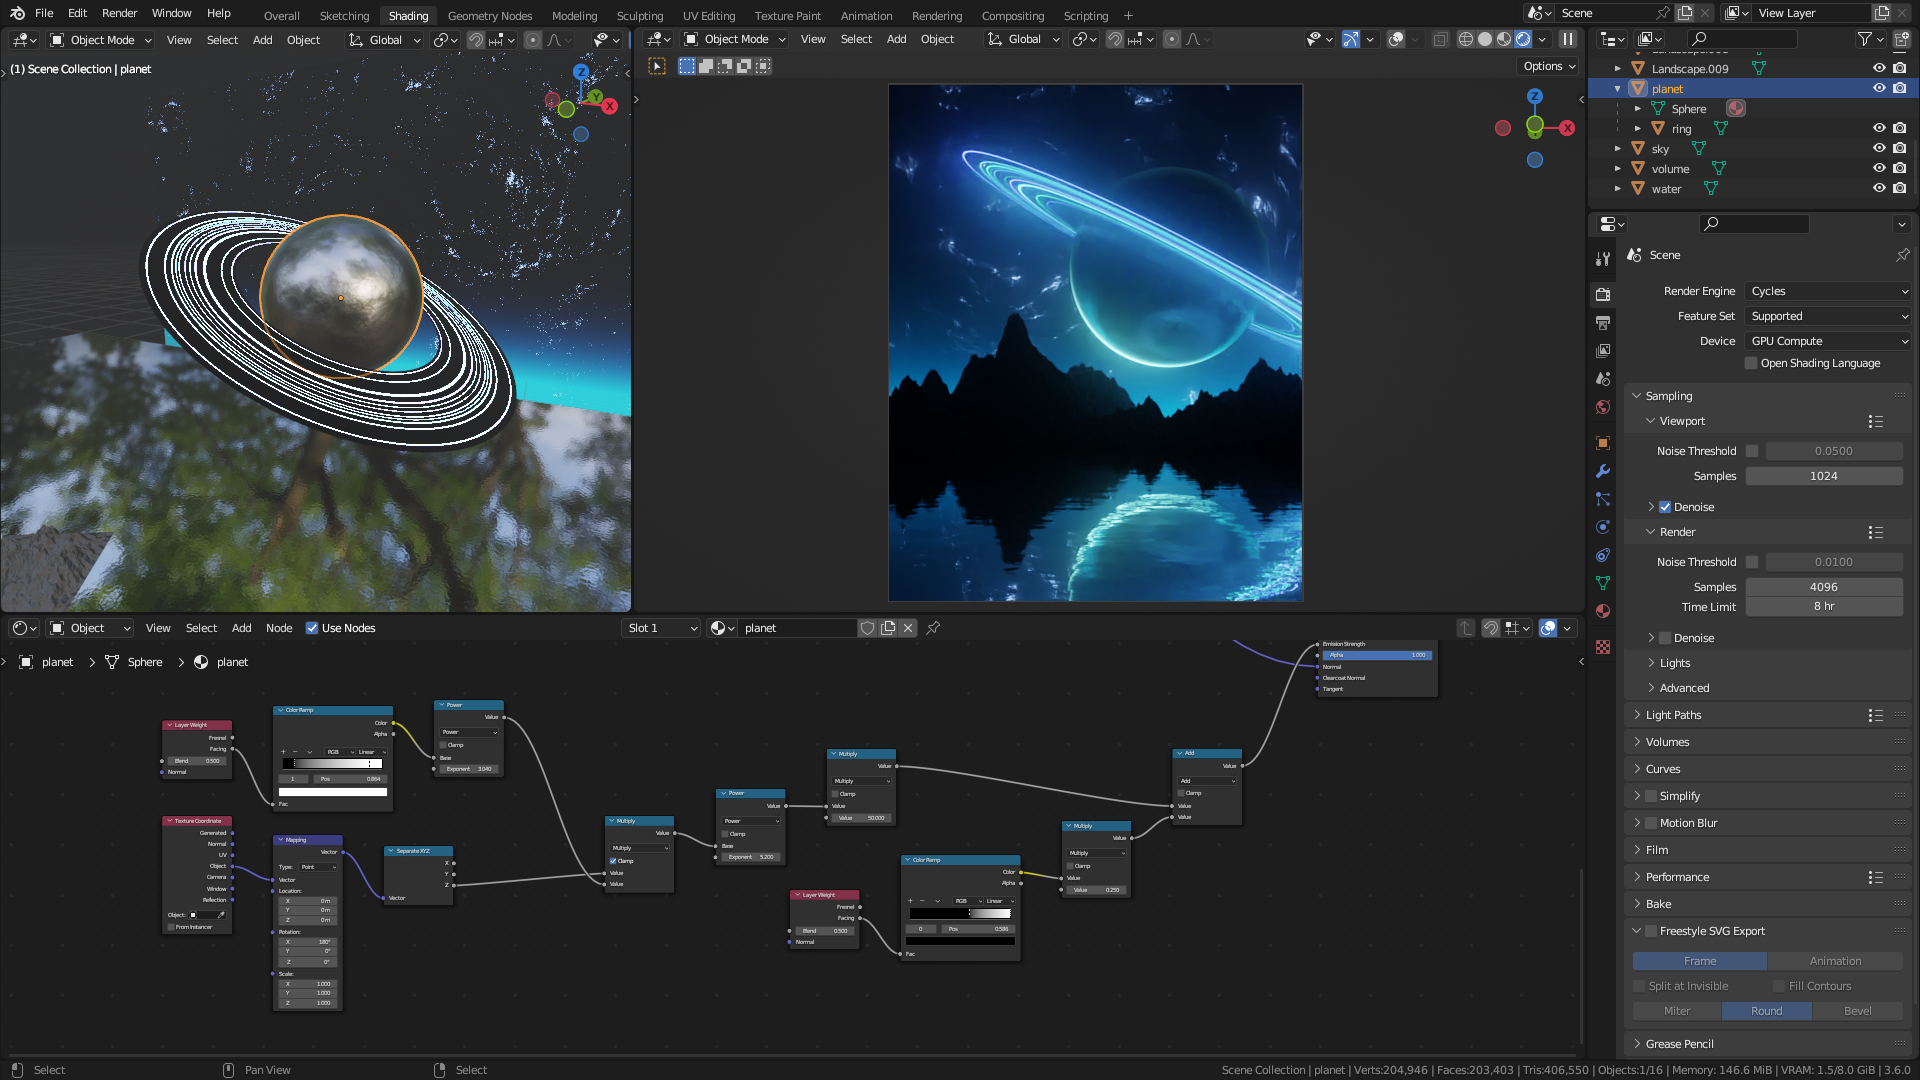 File Edit Render Window Help Overall Sketching Shading Geometry Nodes Modeling Sculpting UV Editing Texture Paint Animation Rendering Compositing Scripting + Scene View Layer
Object Mode View Select Add Object Global
Object Mode View Select Add Object Global
Options
(1) Scene Collection | planet
Z
Y
X
Z
X
Landscape.009
planet
Sphere
ring
sky
volume
water
Scene
Render Engine Cycles
Feature Set Supported
Device GPU Compute
Open Shading Language
Sampling
Viewport
Noise Threshold 0.0500
Samples 1024
Denoise
Render
Noise Threshold 0.0100
Samples 4096
Time Limit 8 hr
Denoise
Lights
Advanced
Light Paths
Volumes
Curves
Simplify
Motion Blur
Film
Performance
Bake
Freestyle SVG Export
Frame Animation
Split at Invisible Fill Contours
Miter Round Bevel
Grease Pencil
Object View Select Add Node Use Nodes Slot 1 planet
planet Sphere planet
Layer Weight
Fresnel
Facing
Blend 0.500
Normal
Color Ramp
Color
Alpha
+ − RGB Linear
1 Pos 0.864
Fac
Power
Value
Power
Clamp
Base
Exponent 3.040
Texture Coordinate
Generated
Normal
UV
Object
Camera
Window
Reflection
Object:
From Instancer
Mapping
Vector
Type: Point
Vector
Location:
X 0 m
Y 0 m
Z 0 m
Rotation:
X 180°
Y 0°
Z 0°
Scale:
X 1.000
Y 1.000
Z 1.000
Separate XYZ
X
Y
Z
Vector
Multiply
Value
Multiply
Clamp
Value
Value
Power
Value
Power
Clamp
Base
Exponent 5.200
Multiply
Value
Multiply
Clamp
Value
Value 50.000
Layer Weight
Fresnel
Facing
Blend 0.500
Normal
Color Ramp
Color
Alpha
+ − RGB Linear
0 Pos 0.586
Fac
Multiply
Value
Multiply
Clamp
Value
Value 0.250
Add
Value
Add
Clamp
Value
Value
Emission Strength
Alpha 1.000
Normal
Clearcoat Normal
Tangent
Select Pan View Select Scene Collection | planet | Verts:204,946 | Faces:203,403 | Tris:406,550 | Objects:1/16 | Memory: 146.6 MiB | VRAM: 1.5/8.0 GiB | 3.6.0